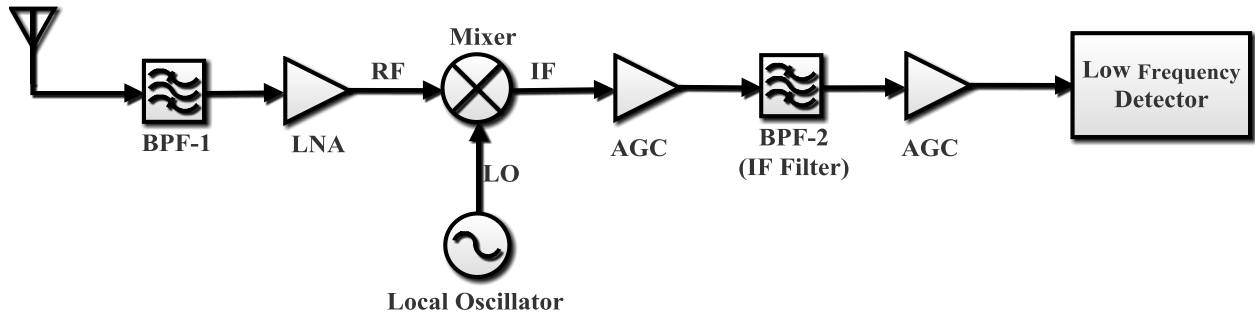 Mixer
RF
IF
BPF-1
LNA
AGC
BPF-2
(IF Filter)
AGC
Low Frequency
Detector
LO
Local Oscillator